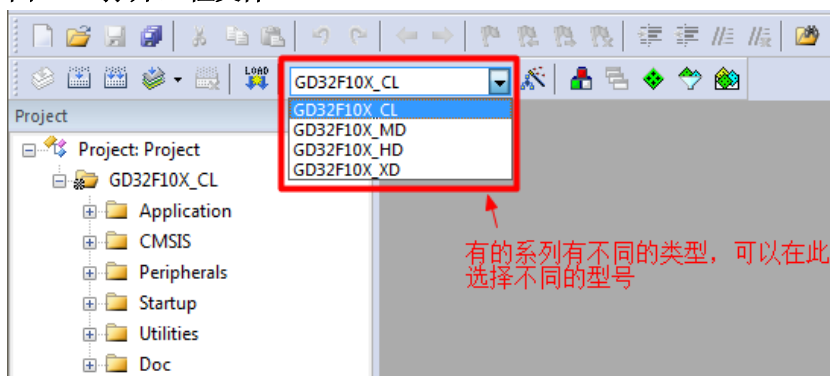 LOAD
GD32F10X_CL
GD32F10X_CL
GD32F10X_MD
GD32F10X_HD
GD32F10X_XD
Project
Project: Project
GD32F10X_CL
Application
CMSIS
Peripherals
Startup
Utilities
Doc
有的系列有不同的类型，可以在此
选择不同的型号